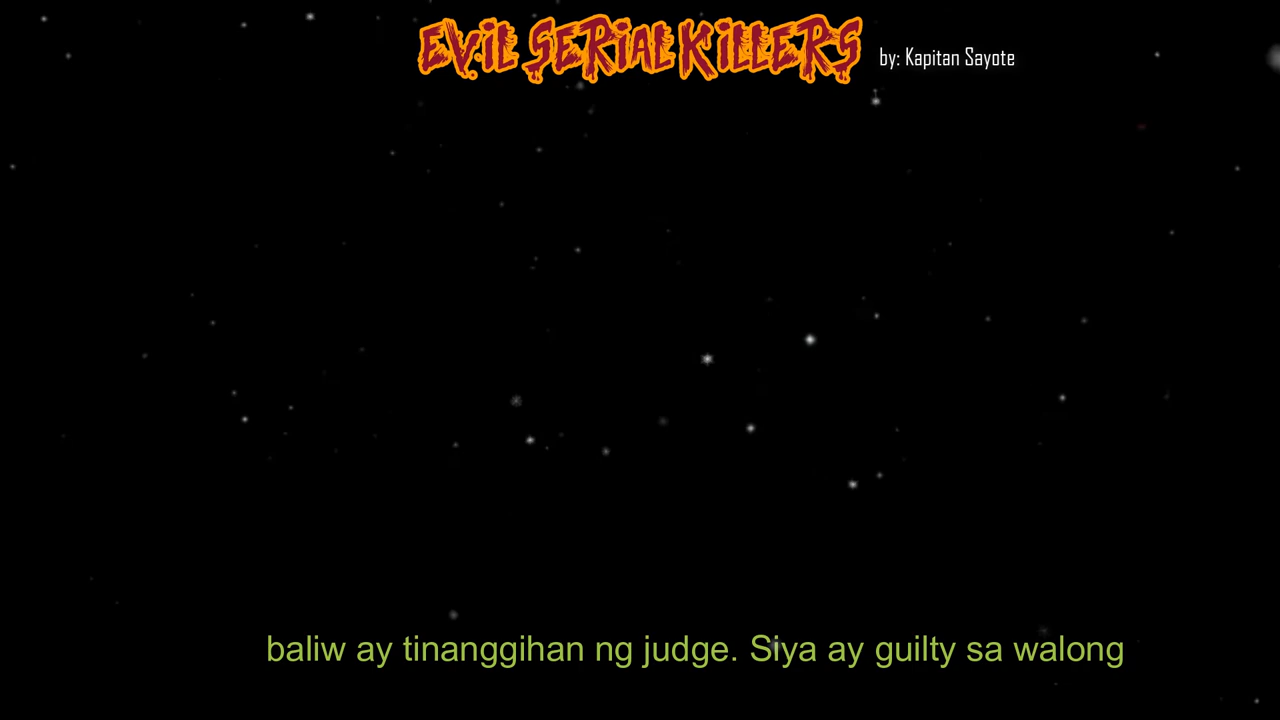 EVIL SERIAL KILLERS
by: Kapitan Sayote
baliw ay tinanggihan ng judge. Siya ay guilty sa walong